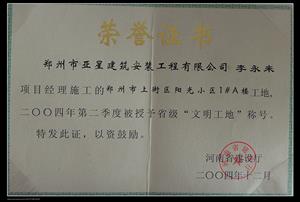 荣誉证书
郑州市亚星建筑安装工程有限公司 李永来
项目经理施工的郑州市上街区阳光小区1#A楼工地,
二〇〇四年第二季度被授予省级“文明工地”称号。
特发此证,以资鼓励。
河南省建设厅
二〇〇四年十二月